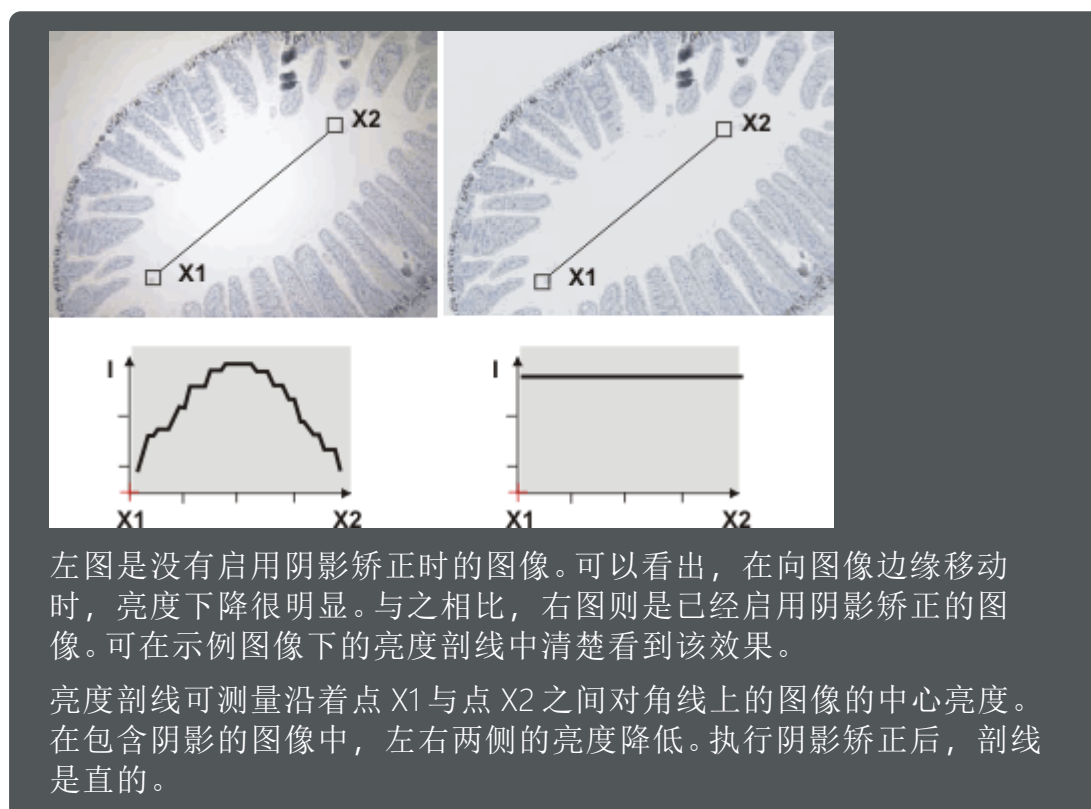 X2
X1
X2
X1
I
X1
X2
I
X1
X2
左图是没有启用阴影矫正时的图像。可以看出，在向图像边缘移动
时，亮度下降很明显。与之相比，右图则是已经启用阴影矫正的图
像。可在示例图像下的亮度剖线中清楚看到该效果。
亮度剖线可测量沿着点 X1 与点 X2 之间对角线上的图像的中心亮度。
在包含阴影的图像中，左右两侧的亮度降低。执行阴影矫正后，剖线
是直的。